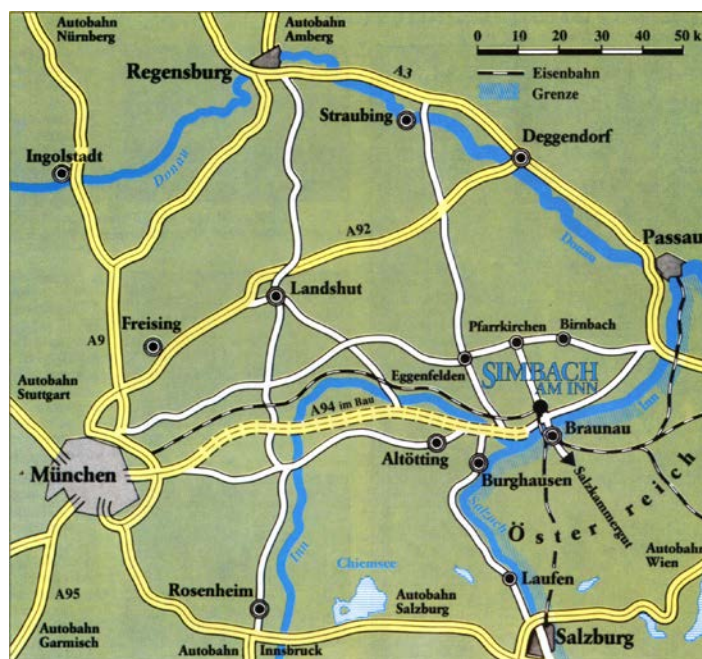 Autobahn
Nürnberg
Autobahn
Amberg
0 10 20 30 40 50 k
Regensburg
A3
Eisenbahn
Grenze
Straubing
Deggendorf
Ingolstadt
Donau
A92
Donau
Passau
Landshut
Freising
A9
Pfarrkirchen
Birnbach
Eggenfelden
SIMBACH
AM INN
Autobahn
Stuttgart
A94 im Bau
Inn
Braunau
München
Altötting
Burghausen
Salzkammergut
Österreich
Salzach
Inn
Chiemsee
Laufen
Autobahn
Wien
A95
Rosenheim
Autobahn
Salzburg
Autobahn
Garmisch
Autobahn
Innsbruck
Salzburg